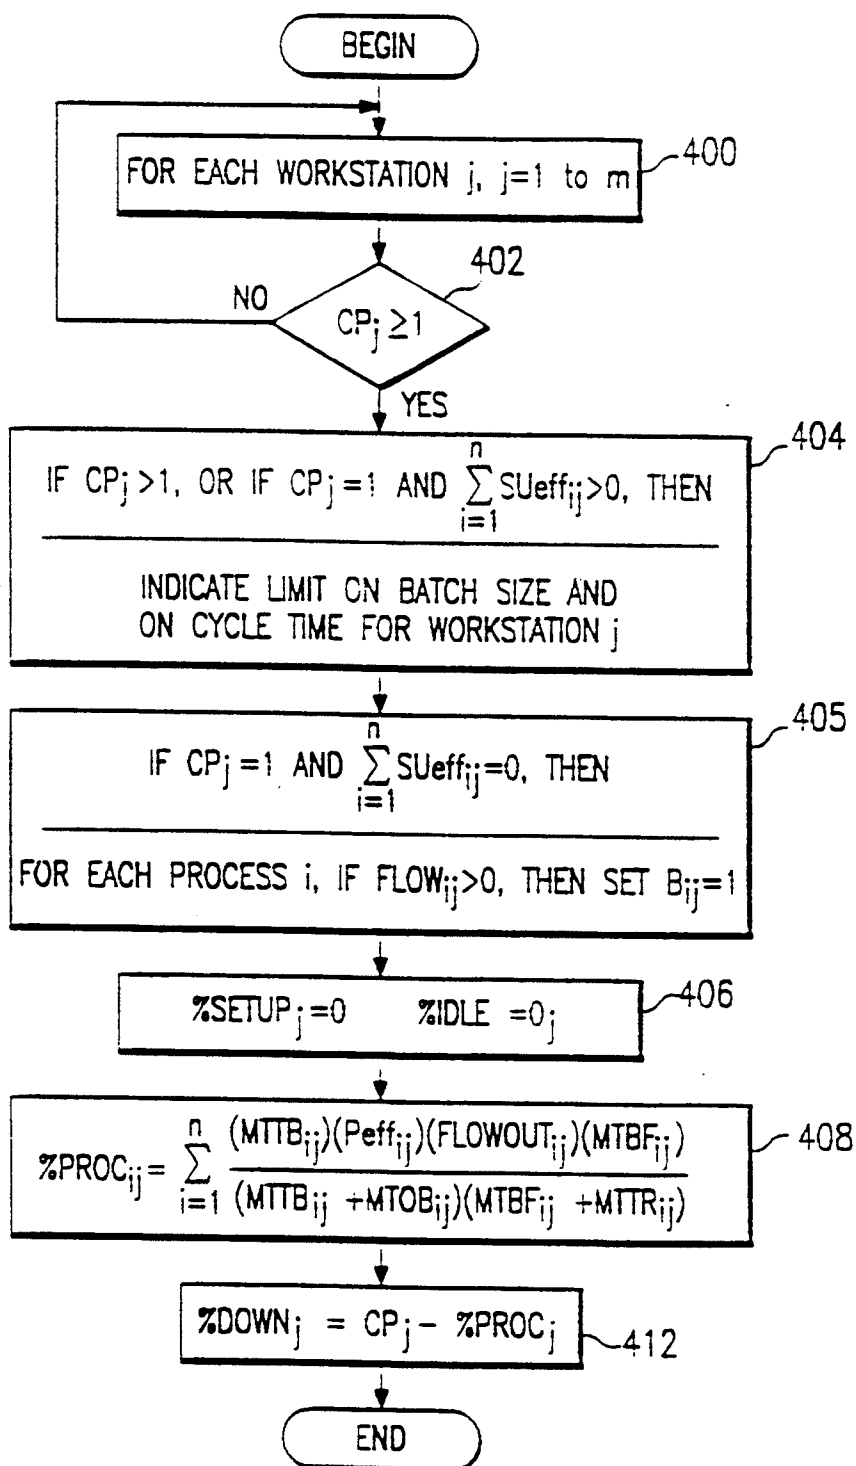 BEGIN
FOR EACH WORKSTATION j, j=1 to m
400
402
NO
CPj ≥1
YES
404
IF CPj >1, OR IF CPj =1 AND n∑i=1 SUeffij>0, THEN
INDICATE LIMIT ON BATCH SIZE AND
ON CYCLE TIME FOR WORKSTATION j
405
IF CPj =1 AND n∑i=1 SUeffij=0, THEN
FOR EACH PROCESS i, IF FLOWij>0, THEN SET Bij=1
%SETUPj=0 %IDLE =0j
406
%PROCij= n∑i=1 (MTTBij)(Peffij)(FLOWOUTij)(MTBFij)
(MTTBij +MTOBij)(MTBFij +MTTRij)
408
%DOWNj = CPj- %PROCj
412
END